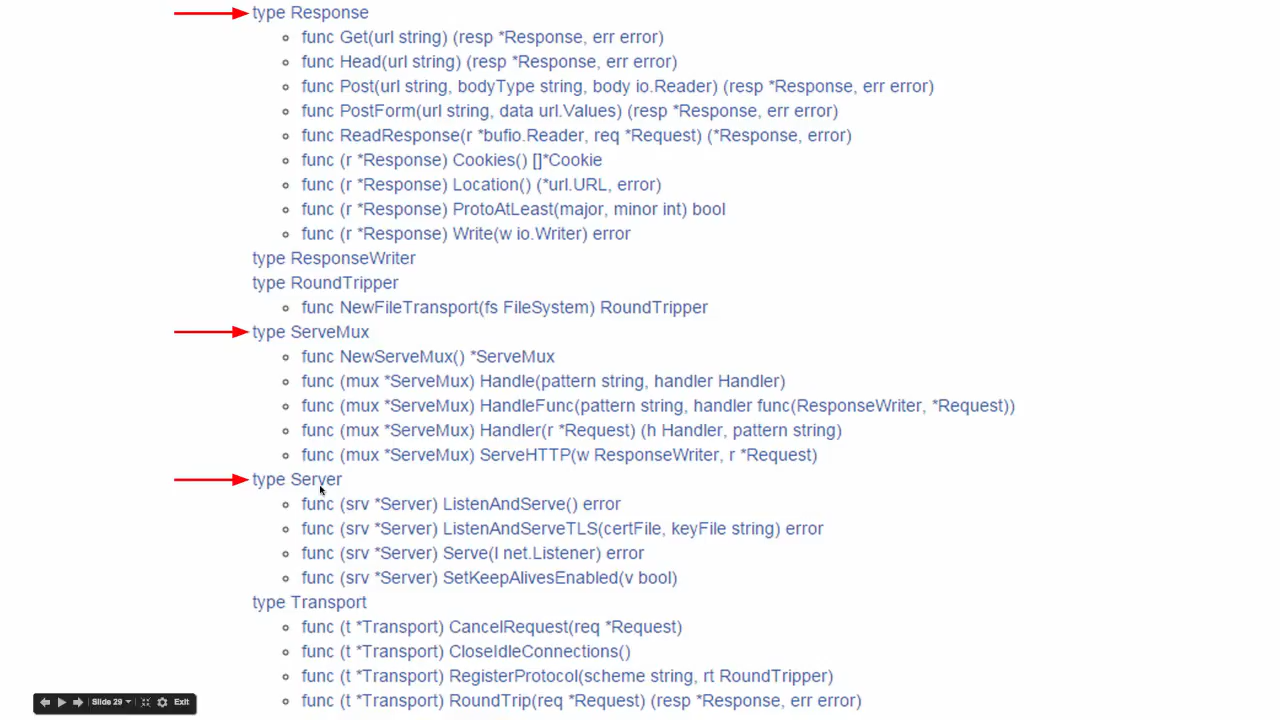 type Response
func Get(url string) (resp *Response, err error)
func Head(url string) (resp *Response, err error)
func Post(url string, bodyType string, body io.Reader) (resp *Response, err error)
func PostForm(url string, data url.Values) (resp *Response, err error)
func ReadResponse(r *bufio.Reader, req *Request) (*Response, error)
func (r *Response) Cookies() []*Cookie
func (r *Response) Location() (*url.URL, error)
func (r *Response) ProtoAtLeast(major, minor int) bool
func (r *Response) Write(w io.Writer) error
type ResponseWriter
type RoundTripper
func NewFileTransport(fs FileSystem) RoundTripper
type ServeMux
func NewServeMux() *ServeMux
func (mux *ServeMux) Handle(pattern string, handler Handler)
func (mux *ServeMux) HandleFunc(pattern string, handler func(ResponseWriter, *Request))
func (mux *ServeMux) Handler(r *Request) (h Handler, pattern string)
func (mux *ServeMux) ServeHTTP(w ResponseWriter, r *Request)
type Server
func (srv *Server) ListenAndServe() error
func (srv *Server) ListenAndServeTLS(certFile, keyFile string) error
func (srv *Server) Serve(l net.Listener) error
func (srv *Server) SetKeepAlivesEnabled(v bool)
type Transport
func (t *Transport) CancelRequest(req *Request)
func (t *Transport) CloseIdleConnections()
func (t *Transport) RegisterProtocol(scheme string, rt RoundTripper)
func (t *Transport) RoundTrip(req *Request) (resp *Response, err error)
Slide 29 Exit